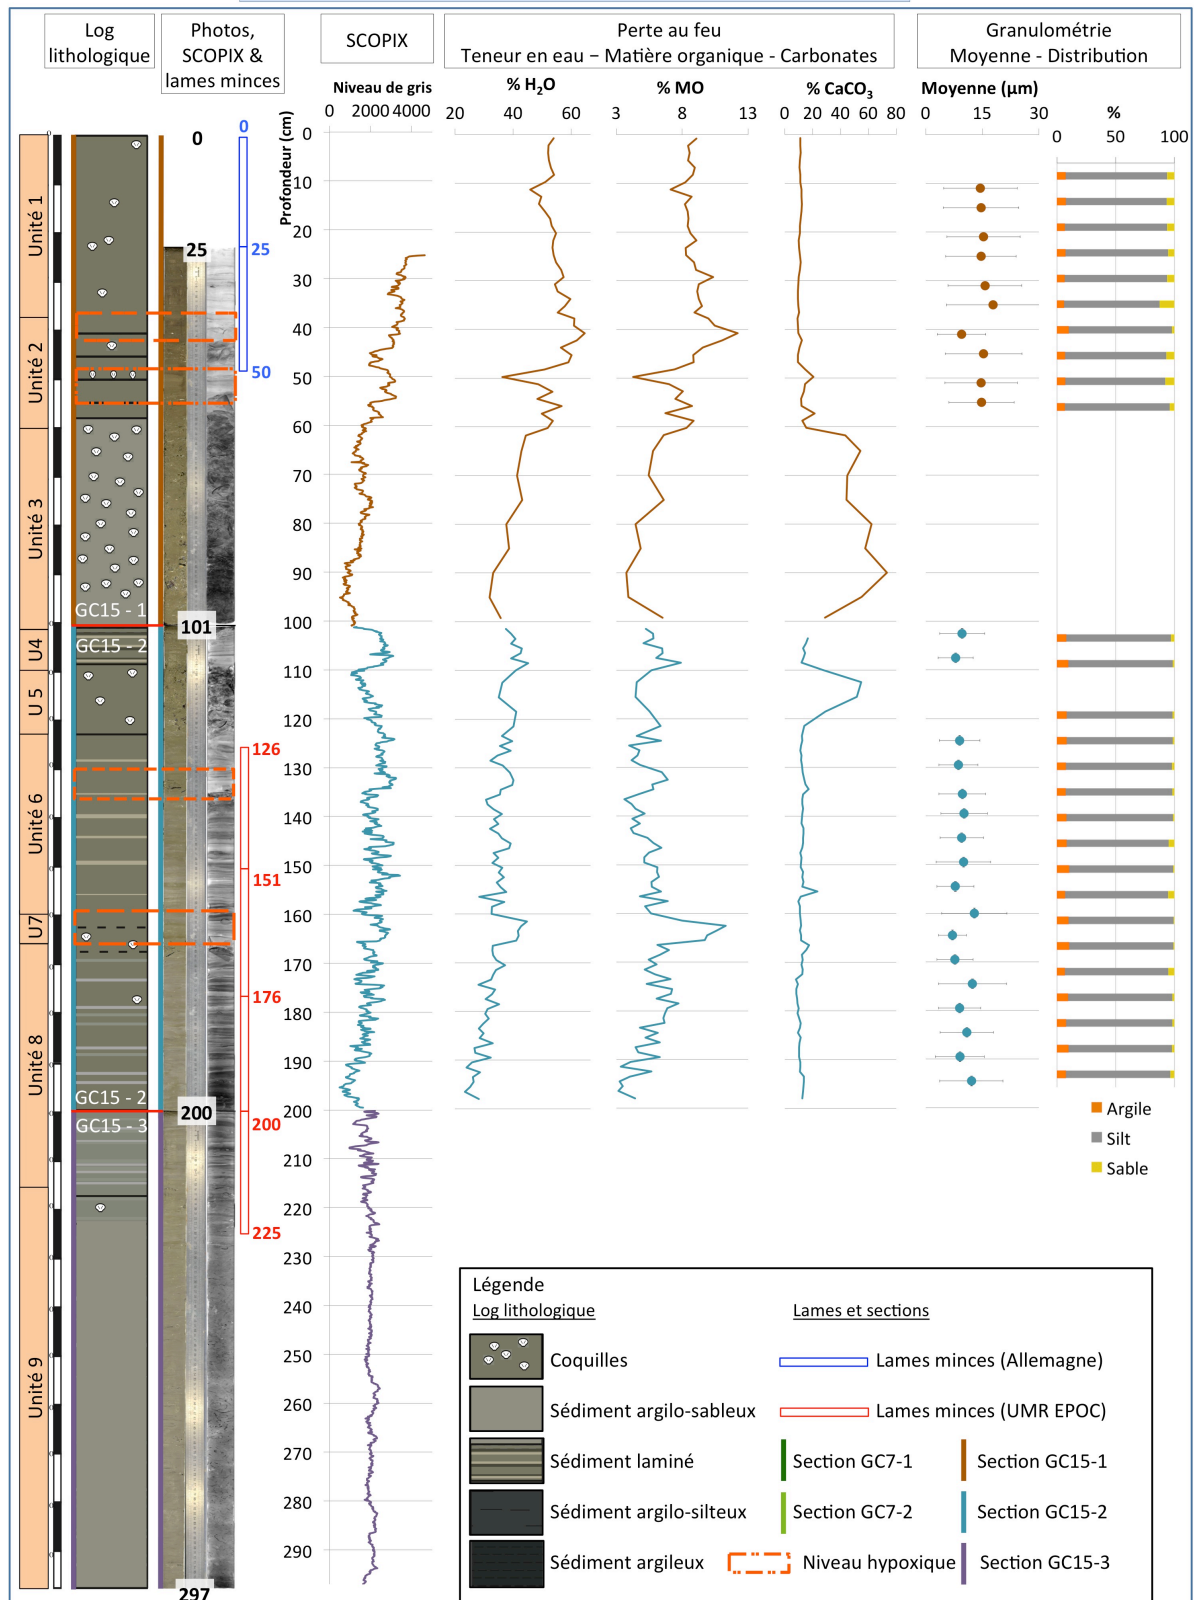 Log
lithologique
Photos,
SCOPIX &
lames minces
SCOPIX
Perte au feu
Teneur en eau – Matière organique - Carbonates
Granulométrie
Moyenne - Distribution
Niveau de gris
0 2000 4000
% H2O
20 40 60
% MO
3 8 13
% CaCO3
0 20 40 60 80
Moyenne (µm)
0 15 30
%
0 50 100
Profondeur (cm)
0
10
20
30
40
50
60
70
80
90
100
110
120
130
140
150
160
170
180
190
200
210
220
230
240
250
260
270
280
290
Unité 1
Unité 2
Unité 3
U4
U 5
Unité 6
U7
Unité 8
Unité 9
GC15 - 1
GC15 - 2
GC15 - 2
GC15 - 3
0
25
101
200
297
0
25
50
126
151
176
200
225
Argile
Silt
Sable
Légende
Log lithologique
Coquilles
Sédiment argilo-sableux
Sédiment laminé
Sédiment argilo-silteux
Sédiment argileux
Lames et sections
Lames minces (Allemagne)
Lames minces (UMR EPOC)
Section GC7-1
Section GC15-1
Section GC7-2
Section GC15-2
Niveau hypoxique
Section GC15-3